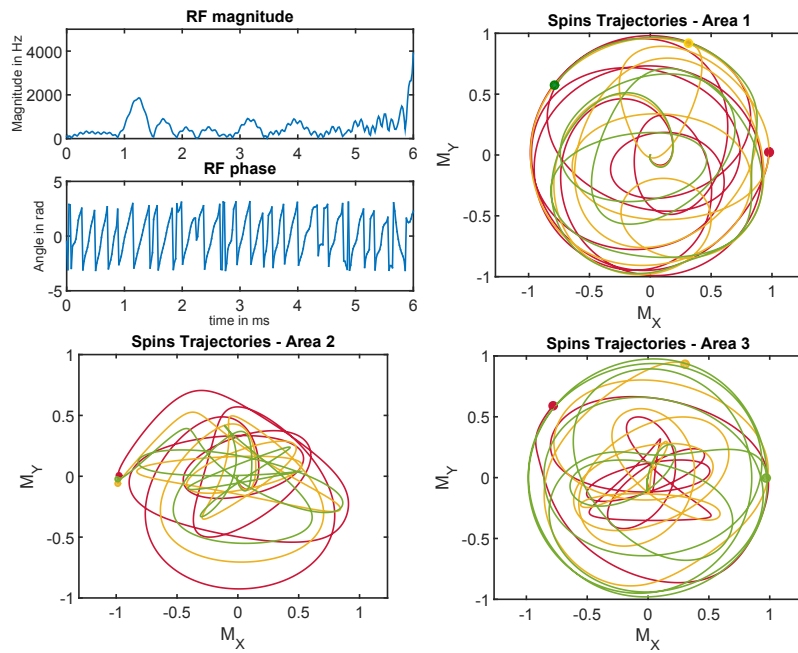 RF magnitude
Magnitude in Hz
4000
2000
0
0 1 2 3 4 5 6
RF phase
Angle in rad
5
0
-5
0 1 2 3 4 5 6
time in ms
Spins Trajectories - Area 1
M_Y
1
0.5
0
-0.5
-1
-1 -0.5 0 0.5 1
M_X
Spins Trajectories - Area 2
M_Y
1
0.5
0
-0.5
-1
-1 -0.5 0 0.5 1
M_X
Spins Trajectories - Area 3
M_Y
1
0.5
0
-0.5
-1
-1 -0.5 0 0.5 1
M_X